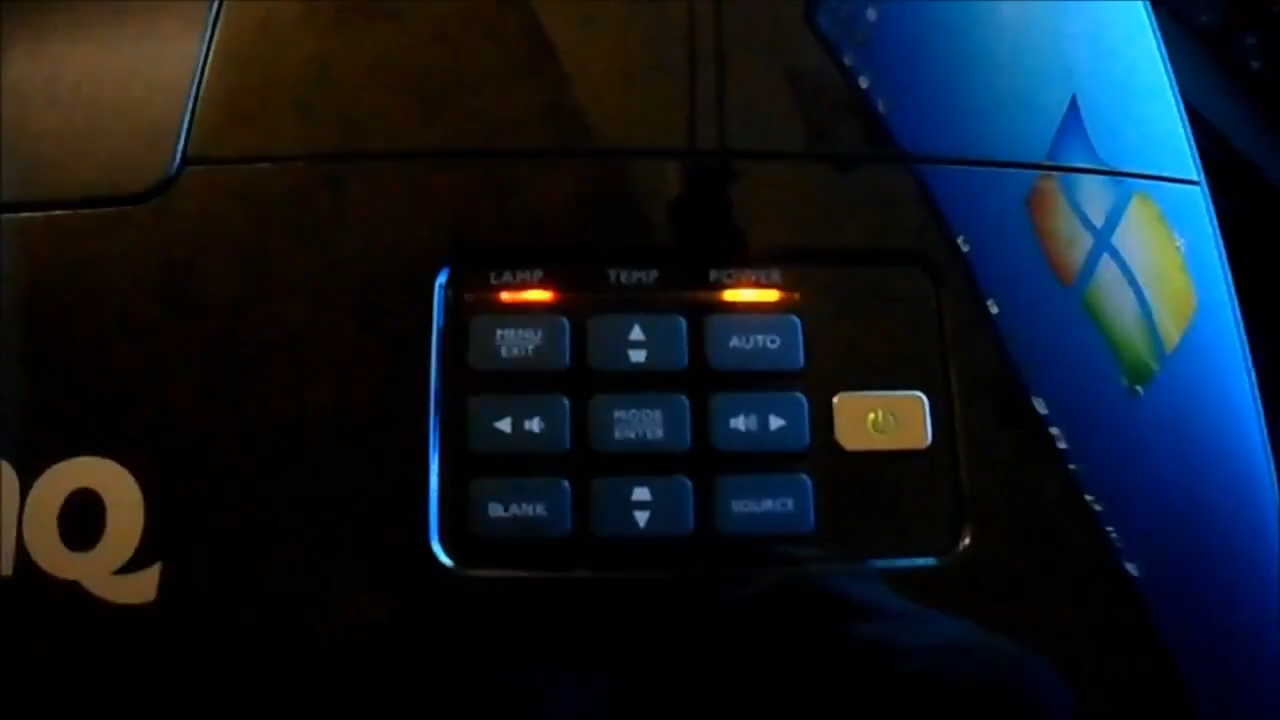 LAMP TEMP POWER
MENU
EXIT
AUTO
MODE
ENTER
BLANK
SOURCE
nQ